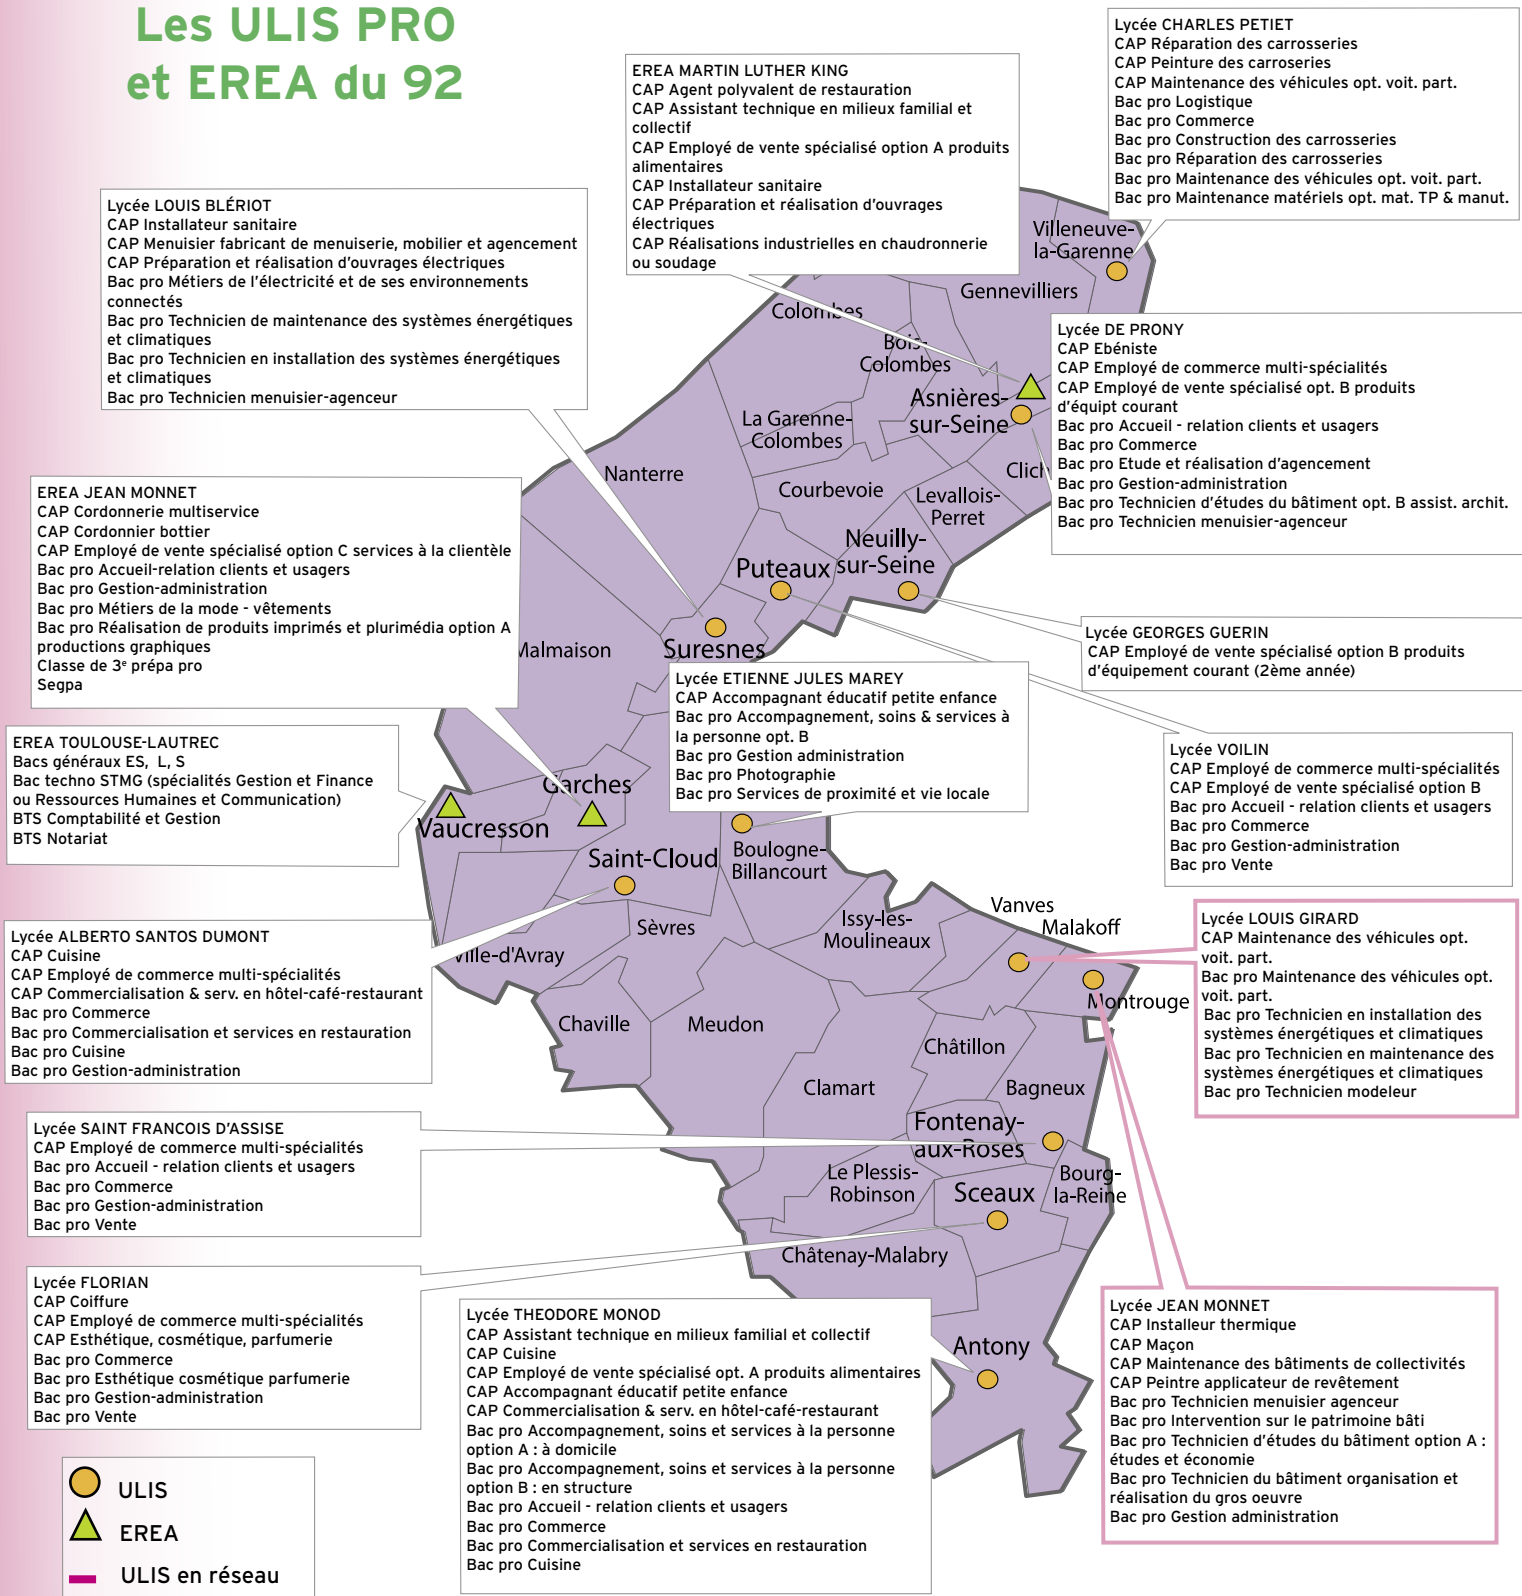 Les ULIS PRO
et EREA du 92
Lycée CHARLES PETIET
CAP Réparation des carrosseries
CAP Peinture des carroseries
CAP Maintenance des véhicules opt. voit. part.
Bac pro Logistique
Bac pro Commerce
Bac pro Construction des carrosseries
Bac pro Réparation des carrosseries
Bac pro Maintenance des véhicules opt. voit. part.
Bac pro Maintenance matériels opt. mat. TP & manut.
EREA MARTIN LUTHER KING
CAP Agent polyvalent de restauration
CAP Assistant technique en milieux familial et
collectif
CAP Employé de vente spécialisé option A produits
alimentaires
CAP Installateur sanitaire
CAP Préparation et réalisation d'ouvrages
électriques
CAP Réalisations industrielles en chaudronnerie
ou soudage
Lycée LOUIS BLÉRIOT
CAP Installateur sanitaire
CAP Menuisier fabricant de menuiserie, mobilier et agencement
CAP Préparation et réalisation d'ouvrages électriques
Bac pro Métiers de l'électricité et de ses environnements
connectés
Bac pro Technicien de maintenance des systèmes énergétiques
et climatiques
Bac pro Technicien en installation des systèmes énergétiques
et climatiques
Bac pro Technicien menuisier-agenceur
Lycée DE PRONY
CAP Ebéniste
CAP Employé de commerce multi-spécialités
CAP Employé de vente spécialisé opt. B produits
d'équipt courant
Bac pro Accueil - relation clients et usagers
Bac pro Commerce
Bac pro Etude et réalisation d'agencement
Bac pro Gestion-administration
Bac pro Technicien d'études du bâtiment opt. B assist. archit.
Bac pro Technicien menuisier-agenceur
EREA JEAN MONNET
CAP Cordonnerie multiservice
CAP Cordonnier bottier
CAP Employé de vente spécialisé option C services à la clientèle
Bac pro Accueil-relation clients et usagers
Bac pro Gestion-administration
Bac pro Métiers de la mode - vêtements
Bac pro Réalisation de produits imprimés et plurimédia option A
productions graphiques
Classe de 3e prépa pro
Segpa
Lycée GEORGES GUERIN
CAP Employé de vente spécialisé option B produits
d'équipement courant (2ème année)
Lycée ETIENNE JULES MAREY
CAP Accompagnant éducatif petite enfance
Bac pro Accompagnement, soins & services à
la personne opt. B
Bac pro Gestion administration
Bac pro Photographie
Bac pro Services de proximité et vie locale
EREA TOULOUSE-LAUTREC
Bacs généraux ES, L, S
Bac techno STMG (spécialités Gestion et Finance
ou Ressources Humaines et Communication)
BTS Comptabilité et Gestion
BTS Notariat
Lycée VOILIN
CAP Employé de commerce multi-spécialités
CAP Employé de vente spécialisé option B
Bac pro Accueil - relation clients et usagers
Bac pro Commerce
Bac pro Gestion-administration
Bac pro Vente
Lycée ALBERTO SANTOS DUMONT
CAP Cuisine
CAP Employé de commerce multi-spécialités
CAP Commercialisation & serv. en hôtel-café-restaurant
Bac pro Commerce
Bac pro Commercialisation et services en restauration
Bac pro Cuisine
Bac pro Gestion-administration
Lycée LOUIS GIRARD
CAP Maintenance des véhicules opt.
voit. part.
Bac pro Maintenance des véhicules opt.
voit. part.
Bac pro Technicien en installation des
systèmes énergétiques et climatiques
Bac pro Technicien en maintenance des
systèmes énergétiques et climatiques
Bac pro Technicien modeleur
Lycée SAINT FRANCOIS D'ASSISE
CAP Employé de commerce multi-spécialités
Bac pro Accueil - relation clients et usagers
Bac pro Commerce
Bac pro Gestion-administration
Bac pro Vente
Lycée FLORIAN
CAP Coiffure
CAP Employé de commerce multi-spécialités
CAP Esthétique, cosmétique, parfumerie
Bac pro Commerce
Bac pro Esthétique cosmétique parfumerie
Bac pro Gestion-administration
Bac pro Vente
Lycée THEODORE MONOD
CAP Assistant technique en milieux familial et collectif
CAP Cuisine
CAP Employé de vente spécialisé opt. A produits alimentaires
CAP Accompagnant éducatif petite enfance
CAP Commercialisation & serv. en hôtel-café-restaurant
Bac pro Accompagnement, soins et services à la personne
option A : à domicile
Bac pro Accompagnement, soins et services à la personne
option B : en structure
Bac pro Accueil - relation clients et usagers
Bac pro Commerce
Bac pro Commercialisation et services en restauration
Bac pro Cuisine
Lycée JEAN MONNET
CAP Installeur thermique
CAP Maçon
CAP Maintenance des bâtiments de collectivités
CAP Peintre applicateur de revêtement
Bac pro Technicien menuisier agenceur
Bac pro Intervention sur le patrimoine bâti
Bac pro Technicien d'études du bâtiment option A :
études et économie
Bac pro Technicien du bâtiment organisation et
réalisation du gros oeuvre
Bac pro Gestion administration
Villeneuve-
la-Garenne
Gennevilliers
Colombes
Bois-
Colombes
Asnières-
sur-Seine
La Garenne-
Colombes
Clich
Nanterre
Courbevoie
Levallois-
Perret
Neuilly-
sur-Seine
Puteaux
Suresnes
Malmaison
Garches
Vaucresson
Saint-Cloud
Boulogne-
Billancourt
Sèvres
Ville-d'Avray
Issy-les-
Moulineaux
Vanves
Malakoff
Montrouge
Chaville
Meudon
Châtillon
Clamart
Bagneux
Fontenay-
aux-Roses
Le Plessis-
Robinson
Bourg-
la-Reine
Sceaux
Châtenay-Malabry
Antony
ULIS
EREA
ULIS en réseau